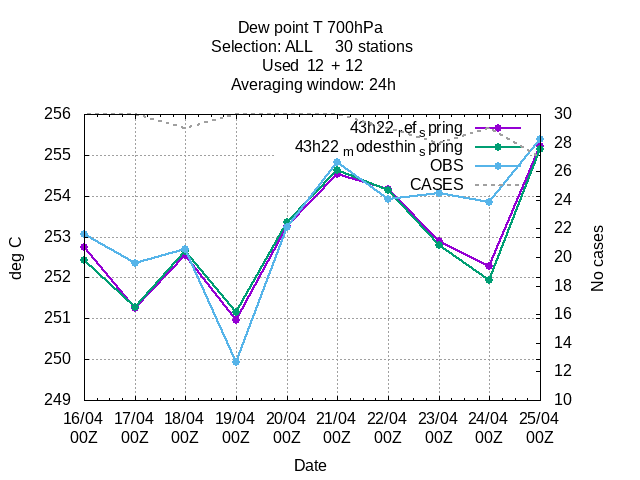 Dew point T 700hPa
Selection: ALL 30 stations
Used 12 + 12
Averaging window: 24h
256 30
255 28
254 26
253 24
252 22
251 20
250 18
249 16
14
12
10
43h22_ref_spring
43h22_modesthin_spring
OBS
CASES
deg C
No cases
16/04 17/04 18/04 19/04 20/04 21/04 22/04 23/04 24/04 25/04
00Z 00Z 00Z 00Z 00Z 00Z 00Z 00Z 00Z 00Z
Date